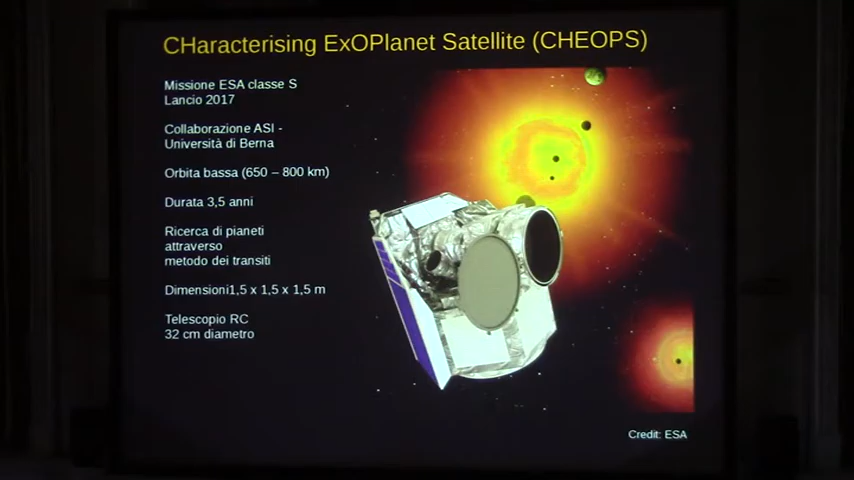 CHaracterising ExOPlanet Satellite (CHEOPS)
Missione ESA classe S
Lancio 2017
Collaborazione ASI -
Università di Berna
Orbita bassa (650 – 800 km)
Durata 3,5 anni
Ricerca di pianeti
attraverso
metodo dei transiti
Dimensioni1,5 x 1,5 x 1,5 m
Telescopio RC
32 cm diametro
Credit: ESA